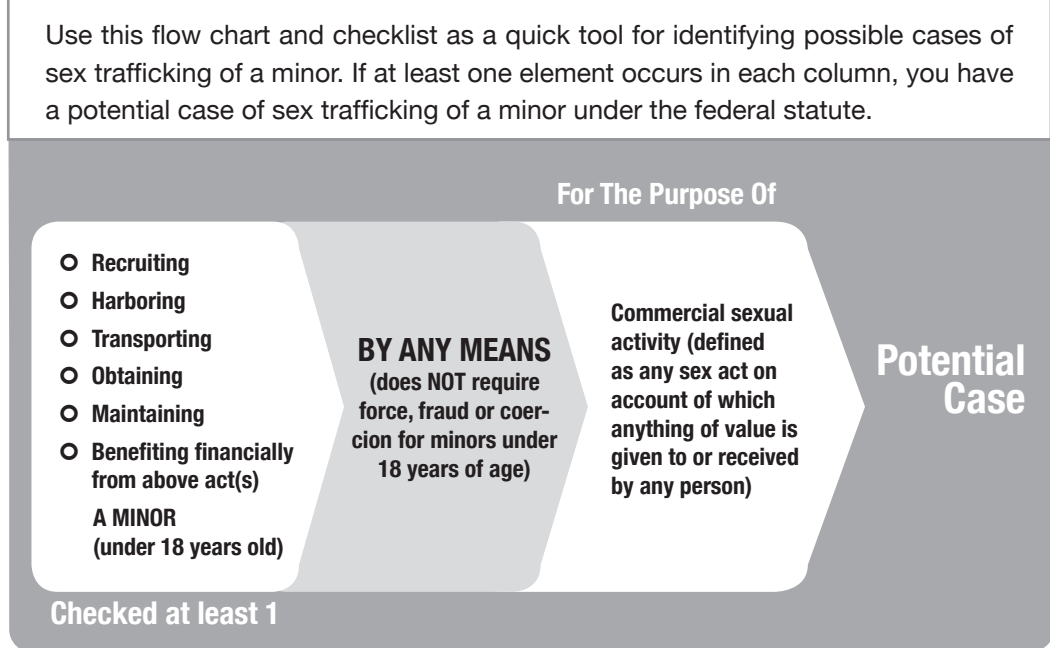 Use this flow chart and checklist as a quick tool for identifying possible cases of
sex trafficking of a minor. If at least one element occurs in each column, you have
a potential case of sex trafficking of a minor under the federal statute.
For The Purpose Of
Recruiting
Harboring
Transporting
Obtaining
Maintaining
Benefiting financially
from above act(s)
A MINOR
(under 18 years old)
BY ANY MEANS
(does NOT require
force, fraud or coer-
cion for minors under
18 years of age)
Commercial sexual
activity (defined
as any sex act on
account of which
anything of value is
given to or received
by any person)
Potential
Case
Checked at least 1